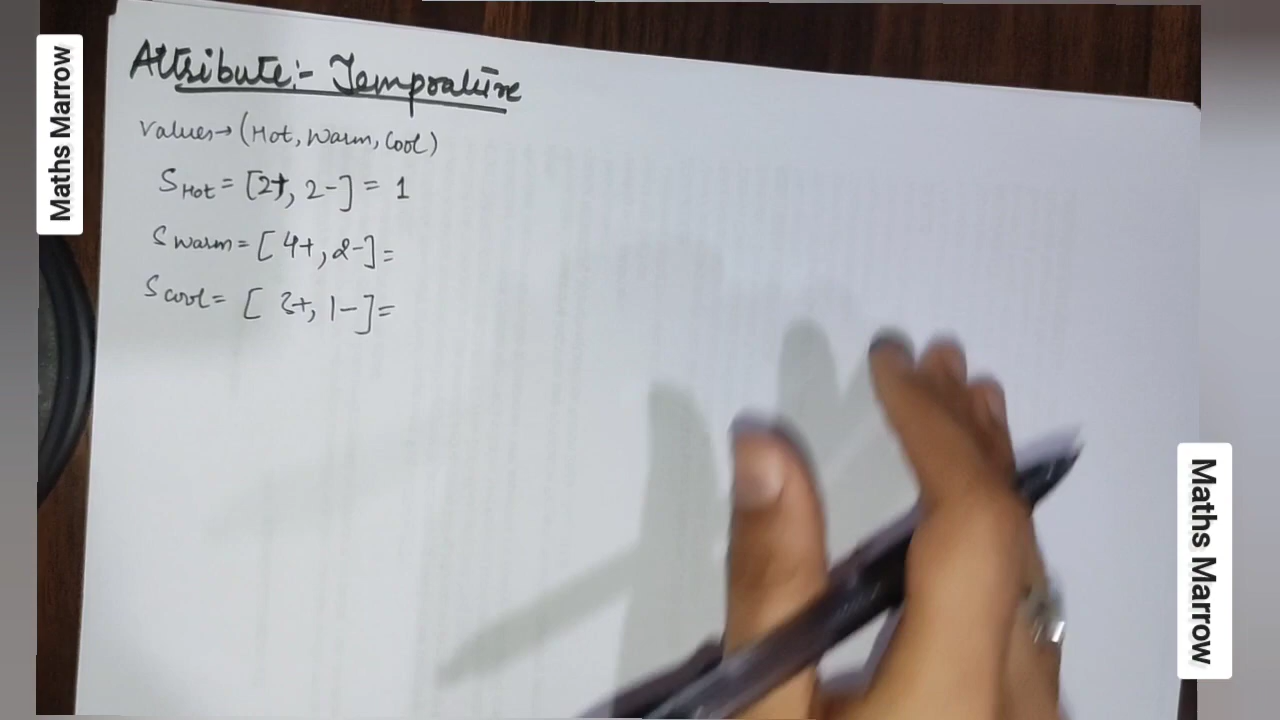 Maths Marrow
Attribute:- Temprature
Values→ (Hot, Warm, Cool)
S Hot = [2+, 2-] = 1
S Warm = [4+, 2-] =
S Cool = [3+, 1-] =
Maths Marrow